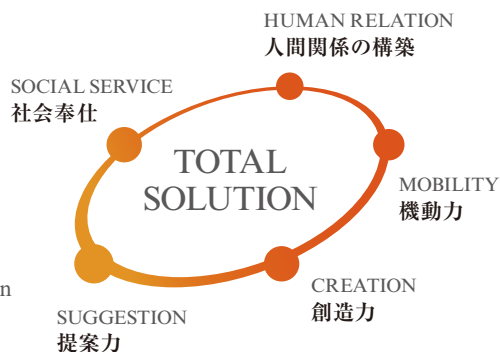 HUMAN RELATION
人間関係の構築
SOCIAL SERVICE
社会奉仕
TOTAL
SOLUTION
MOBILITY
機動力
CREATION
創造力
n
SUGGESTION
提案力